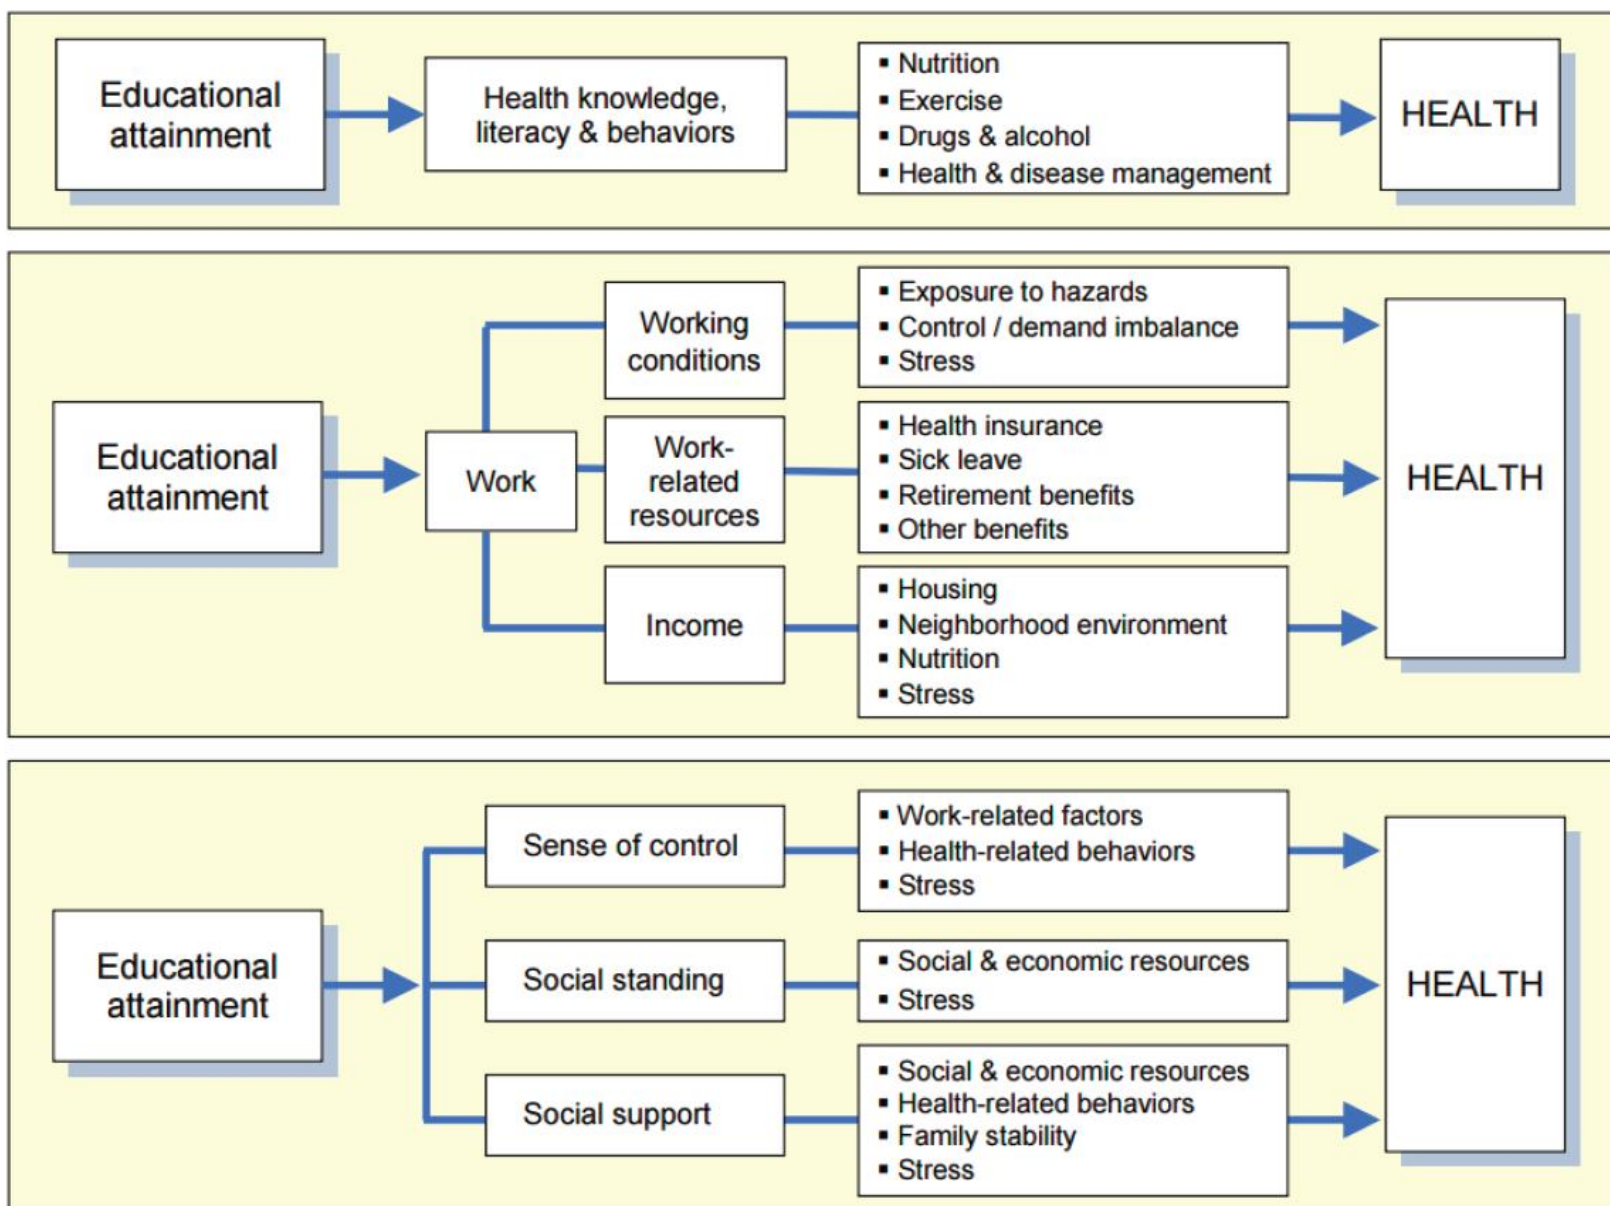 Educational
attainment
Health knowledge,
literacy & behaviors
▪ Nutrition
▪ Exercise
▪ Drugs & alcohol
▪ Health & disease management
HEALTH
Educational
attainment
Work
Working
conditions
▪ Exposure to hazards
▪ Control / demand imbalance
▪ Stress
Work-
related
resources
▪ Health insurance
▪ Sick leave
▪ Retirement benefits
▪ Other benefits
Income
▪ Housing
▪ Neighborhood environment
▪ Nutrition
▪ Stress
HEALTH
Educational
attainment
Sense of control
▪ Work-related factors
▪ Health-related behaviors
▪ Stress
Social standing
▪ Social & economic resources
▪ Stress
Social support
▪ Social & economic resources
▪ Health-related behaviors
▪ Family stability
▪ Stress
HEALTH